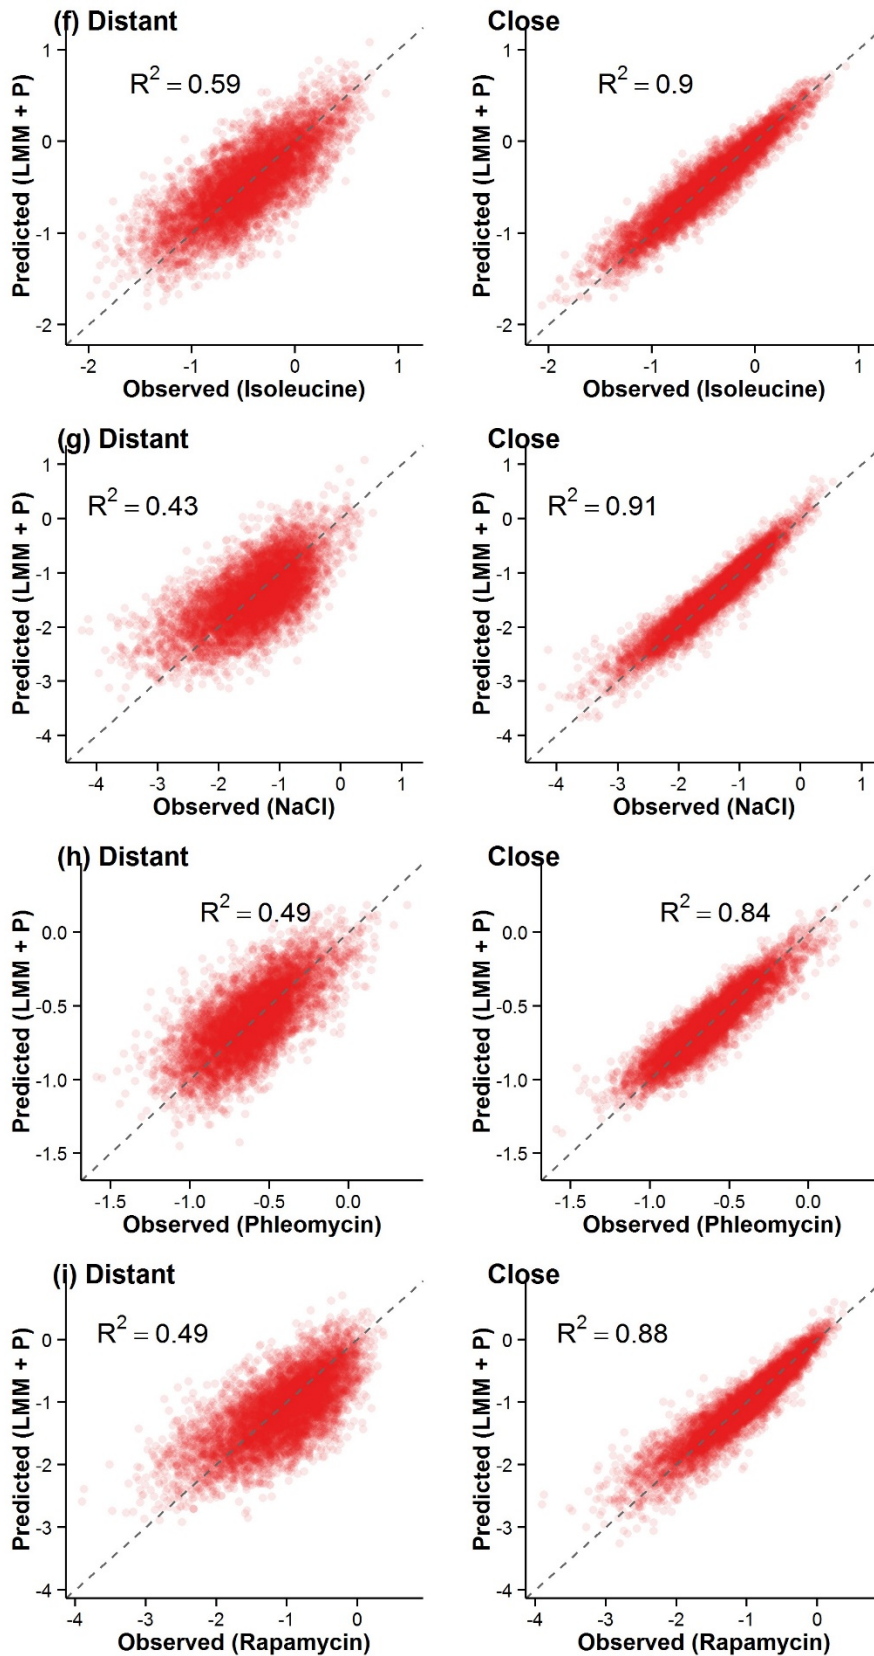 (f) Distant
Close
R² = 0.59
R² = 0.9
Predicted (LMM + P)
1
0
-1
-2
-2 -1 0 1
Observed (Isoleucine)
Predicted (LMM + P)
1
0
-1
-2
-2 -1 0 1
Observed (Isoleucine)
(g) Distant
Close
R² = 0.43
R² = 0.91
Predicted (LMM + P)
1
0
-1
-2
-3
-4
-4 -3 -2 -1 0 1
Observed (NaCl)
Predicted (LMM + P)
1
0
-1
-2
-3
-4
-4 -3 -2 -1 0 1
Observed (NaCl)
(h) Distant
Close
R² = 0.49
R² = 0.84
Predicted (LMM + P)
0.0
-0.5
-1.0
-1.5
-1.5 -1.0 -0.5 0.0
Observed (Phleomycin)
Predicted (LMM + P)
0.0
-0.5
-1.0
-1.5
-1.5 -1.0 -0.5 0.0
Observed (Phleomycin)
(i) Distant
Close
R² = 0.49
R² = 0.88
Predicted (LMM + P)
0
-1
-2
-3
-4
-4 -3 -2 -1 0
Observed (Rapamycin)
Predicted (LMM + P)
0
-1
-2
-3
-4
-4 -3 -2 -1 0
Observed (Rapamycin)